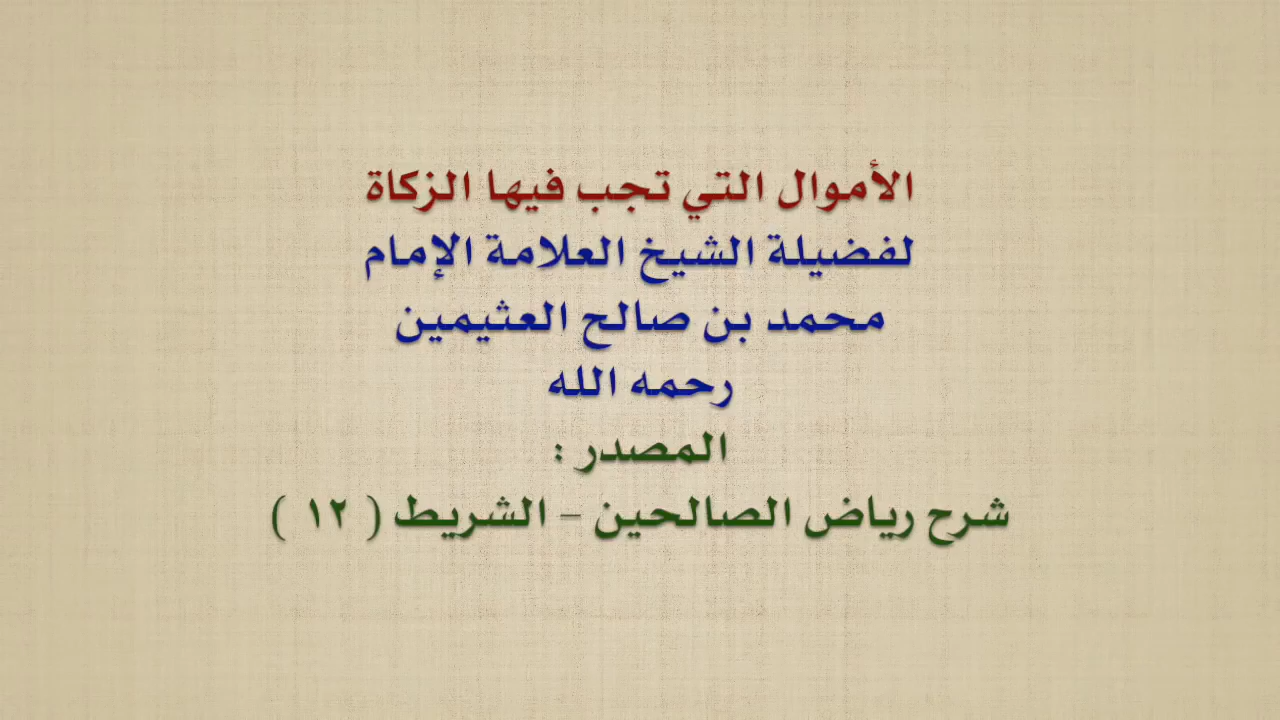 الأموال التي تجب فيها الزكاة
لفضيلة الشيخ العلامة الإمام
محمد بن صالح العثيمين
رحمه الله
المصدر :
شرح رياض الصالحين – الشريط ( ١٢ )